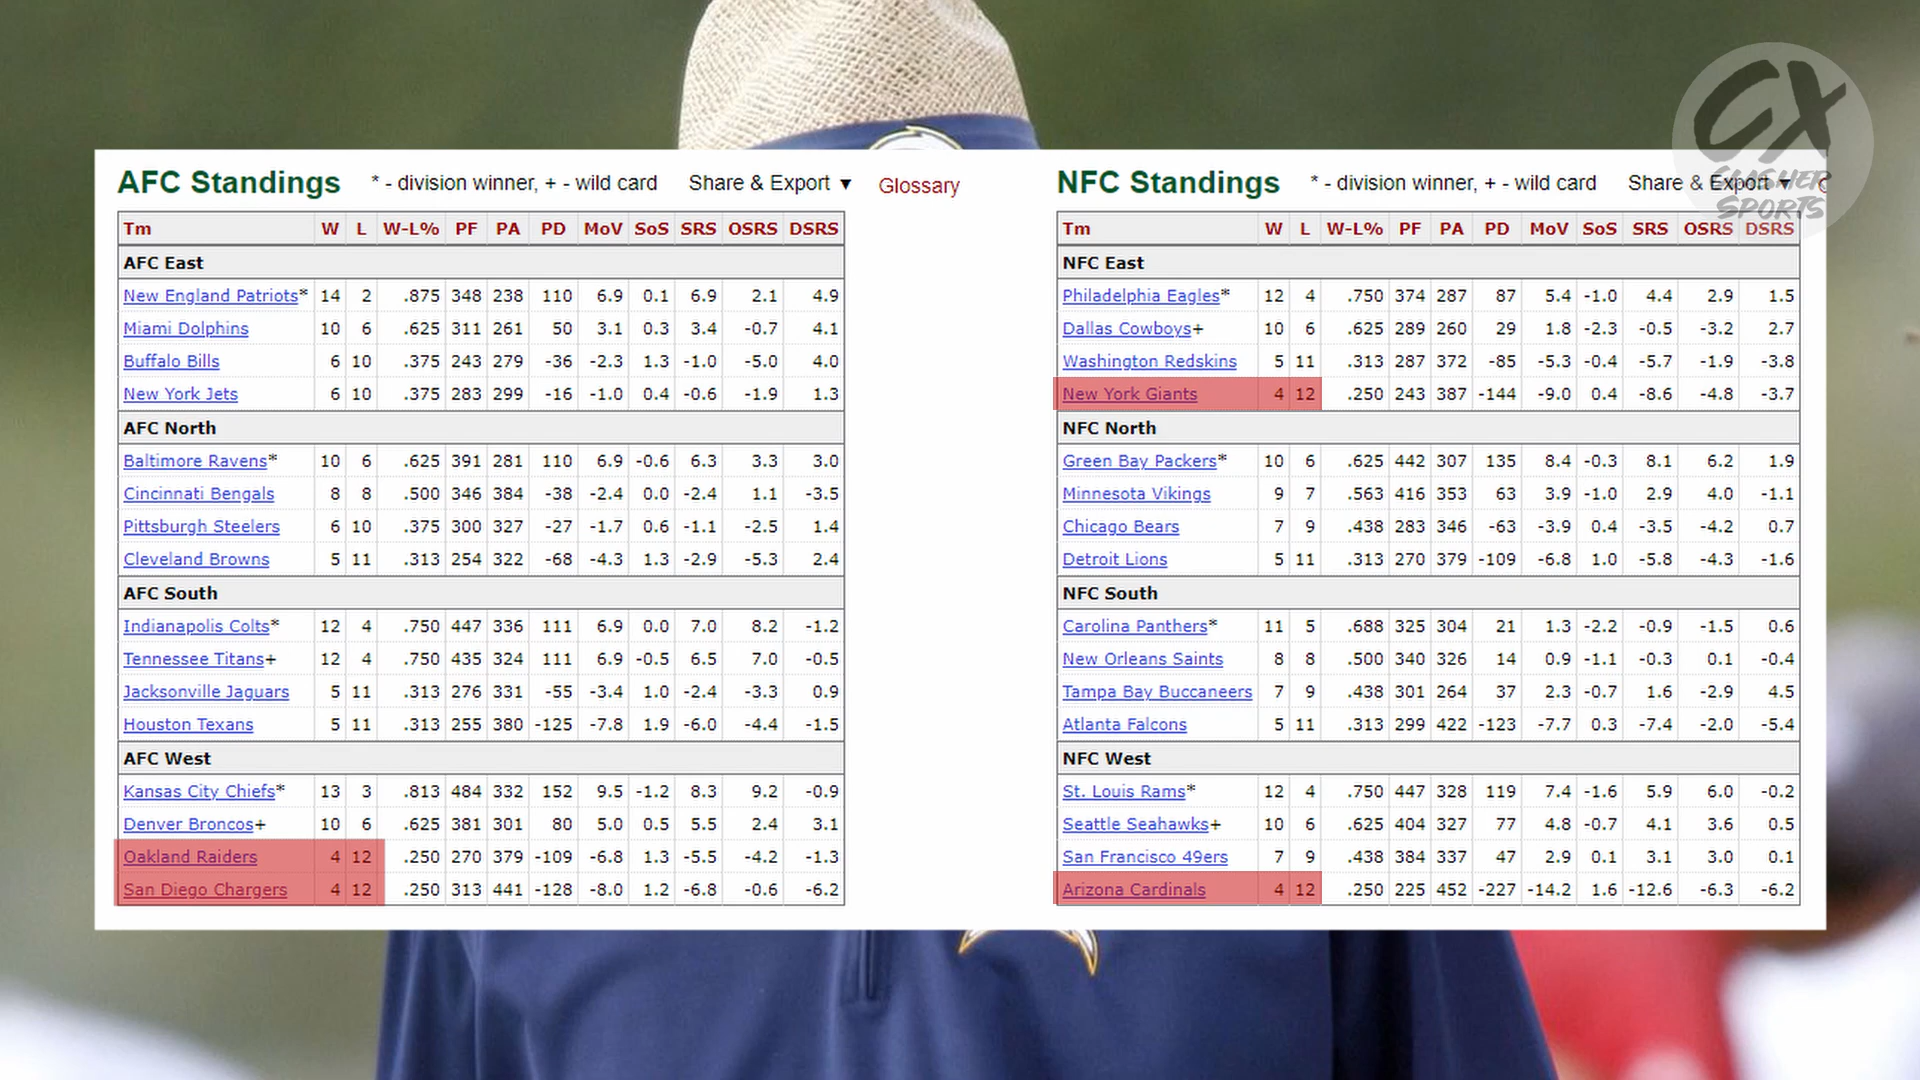 AFC Standings * - division winner, + - wild card Share & Export ▼ Glossary
Tm W L W-L% PF PA PD MoV SoS SRS OSRS DSRS
AFC East
New England Patriots* 14 2 .875 348 238 110 6.9 0.1 6.9 2.1 4.9
Miami Dolphins 10 6 .625 311 261 50 3.1 0.3 3.4 -0.7 4.1
Buffalo Bills 6 10 .375 243 279 -36 -2.3 1.3 -1.0 -5.0 4.0
New York Jets 6 10 .375 283 299 -16 -1.0 0.4 -0.6 -1.9 1.3
AFC North
Baltimore Ravens* 10 6 .625 391 281 110 6.9 -0.6 6.3 3.3 3.0
Cincinnati Bengals 8 8 .500 346 384 -38 -2.4 0.0 -2.4 1.1 -3.5
Pittsburgh Steelers 6 10 .375 300 327 -27 -1.7 0.6 -1.1 -2.5 1.4
Cleveland Browns 5 11 .313 254 322 -68 -4.3 1.3 -2.9 -5.3 2.4
AFC South
Indianapolis Colts* 12 4 .750 447 336 111 6.9 0.0 7.0 8.2 -1.2
Tennessee Titans+ 12 4 .750 435 324 111 6.9 -0.5 6.5 7.0 -0.5
Jacksonville Jaguars 5 11 .313 276 331 -55 -3.4 1.0 -2.4 -3.3 0.9
Houston Texans 5 11 .313 255 380 -125 -7.8 1.9 -6.0 -4.4 -1.5
AFC West
Kansas City Chiefs* 13 3 .813 484 332 152 9.5 -1.2 8.3 9.2 -0.9
Denver Broncos+ 10 6 .625 381 301 80 5.0 0.5 5.5 2.4 3.1
Oakland Raiders 4 12 .250 270 379 -109 -6.8 1.3 -5.5 -4.2 -1.3
San Diego Chargers 4 12 .250 313 441 -128 -8.0 1.2 -6.8 -0.6 -6.2
NFC Standings * - division winner, + - wild card Share & Export ▼
Tm W L W-L% PF PA PD MoV SoS SRS OSRS DSRS
NFC East
Philadelphia Eagles* 12 4 .750 374 287 87 5.4 -1.0 4.4 2.9 1.5
Dallas Cowboys+ 10 6 .625 289 260 29 1.8 -2.3 -0.5 -3.2 2.7
Washington Redskins 5 11 .313 287 372 -85 -5.3 -0.4 -5.7 -1.9 -3.8
New York Giants 4 12 .250 243 387 -144 -9.0 0.4 -8.6 -4.8 -3.7
NFC North
Green Bay Packers* 10 6 .625 442 307 135 8.4 -0.3 8.1 6.2 1.9
Minnesota Vikings 9 7 .563 416 353 63 3.9 -1.0 2.9 4.0 -1.1
Chicago Bears 7 9 .438 283 346 -63 -3.9 0.4 -3.5 -4.2 0.7
Detroit Lions 5 11 .313 270 379 -109 -6.8 1.0 -5.8 -4.3 -1.6
NFC South
Carolina Panthers* 11 5 .688 325 304 21 1.3 -2.2 -0.9 -1.5 0.6
New Orleans Saints 8 8 .500 340 326 14 0.9 -1.1 -0.3 0.1 -0.4
Tampa Bay Buccaneers 7 9 .438 301 264 37 2.3 -0.7 1.6 -2.9 4.5
Atlanta Falcons 5 11 .313 299 422 -123 -7.7 0.3 -7.4 -2.0 -5.4
NFC West
St. Louis Rams* 12 4 .750 447 328 119 7.4 -1.6 5.9 6.0 -0.2
Seattle Seahawks+ 10 6 .625 404 327 77 4.8 -0.7 4.1 3.6 0.5
San Francisco 49ers 7 9 .438 384 337 47 2.9 0.1 3.1 3.0 0.1
Arizona Cardinals 4 12 .250 225 452 -227 -14.2 1.6 -12.6 -6.3 -6.2
CX
SLASHER
SPORTS